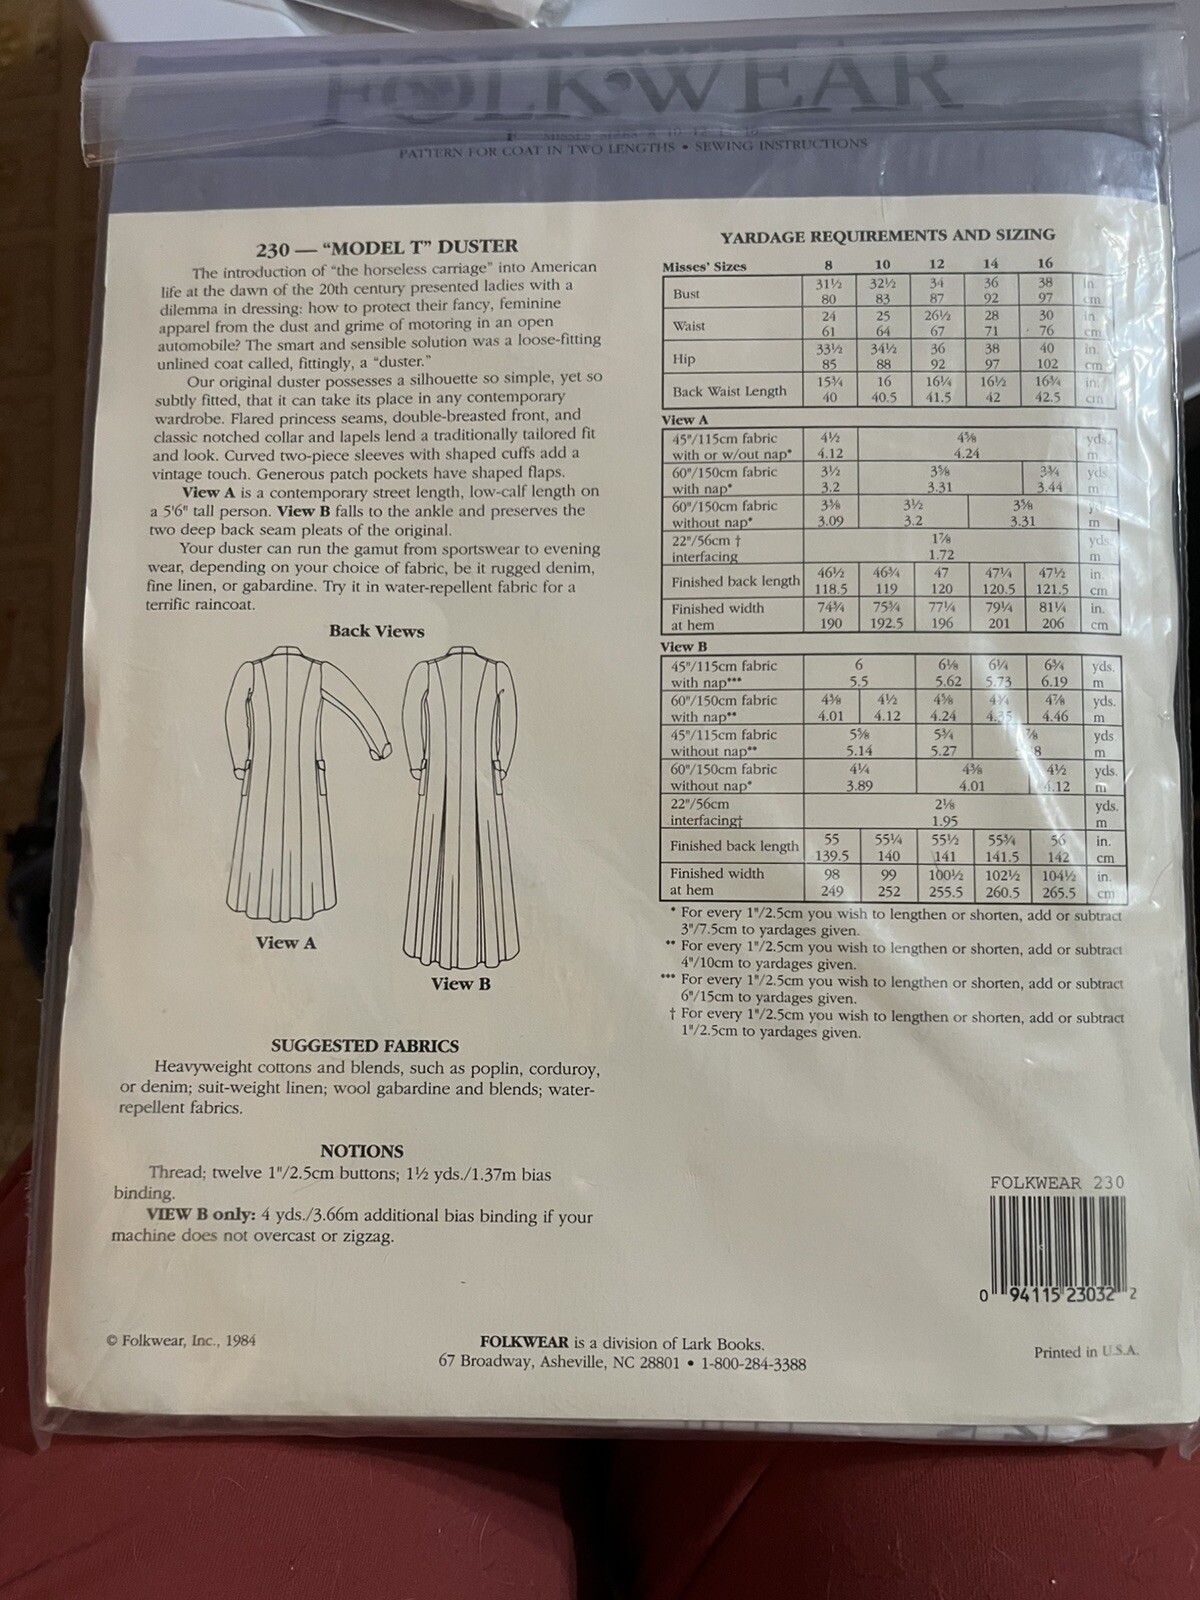 FOLKWEAR
PATTERN FOR COAT IN TWO LENGTHS • SEWING INSTRUCTIONS
230 — “MODEL T” DUSTER
The introduction of “the horseless carriage” into American
life at the dawn of the 20th century presented ladies with a
dilemma in dressing: how to protect their fancy, feminine
apparel from the dust and grime of motoring in an open
automobile? The smart and sensible solution was a loose-fitting
unlined coat called, fittingly, a “duster.”
Our original duster possesses a silhouette so simple, yet so
subtly fitted, that it can take its place in any contemporary
wardrobe. Flared princess seams, double-breasted front, and
classic notched collar and lapels lend a traditionally tailored fit
and look. Curved two-piece sleeves with shaped cuffs add a
vintage touch. Generous patch pockets have shaped flaps.
View A is a contemporary street length, low-calf length on
a 5'6" tall person. View B falls to the ankle and preserves the
two deep back seam pleats of the original.
Your duster can run the gamut from sportswear to evening
wear, depending on your choice of fabric, be it rugged denim,
fine linen, or gabardine. Try it in water-repellent fabric for a
terrific raincoat.
Back Views
View A
View B
SUGGESTED FABRICS
Heavyweight cottons and blends, such as poplin, corduroy,
or denim; suit-weight linen; wool gabardine and blends; water-
repellent fabrics.
NOTIONS
Thread; twelve 1"/2.5cm buttons; 1½ yds./1.37m bias
binding.
VIEW B only: 4 yds./3.66m additional bias binding if your
machine does not overcast or zigzag.
YARDAGE REQUIREMENTS AND SIZING
Misses' Sizes 8 10 12 14 16
Bust 31½ 32½ 34 36 38 in.
80 83 87 92 97 cm
Waist 24 25 26½ 28 30 in
61 64 67 71 76 cm
Hip 33½ 34½ 36 38 40 in.
85 88 92 97 102 cm
Back Waist Length 15¾ 16 16¼ 16½ 16¾ in.
40 40.5 41.5 42 42.5 cm
View A
45"/115cm fabric 4½ 4⅝ yds.
with or w/out nap* 4.12 4.24 m
60"/150cm fabric 3½ 3⅝ 3¾ yds.
with nap* 3.2 3.31 3.44 m
60"/150cm fabric 3⅜ 3½ 3⅝
without nap* 3.09 3.2 3.31 m
22"/56cm † 1⅞ yds.
interfacing 1.72 m
Finished back length 46½ 46¾ 47 47¼ 47½ in.
118.5 119 120 120.5 121.5 cm
Finished width 74¾ 75¾ 77¼ 79¼ 81¼ in.
at hem 190 192.5 196 201 206 cm
View B
45"/115cm fabric 6 6⅛ 6¼ 6¾ yds.
with nap*** 5.5 5.62 5.73 6.19 m
60"/150cm fabric 4⅜ 4½ 4⅝ 4¾ 4⅞ yds.
with nap** 4.01 4.12 4.24 4.35 4.46 m
45"/115cm fabric 5⅝ 5¾ ⅞ yds
without nap** 5.14 5.27 8 m
60"/150cm fabric 4¼ 4⅜ 4½ yds.
without nap* 3.89 4.01 4.12 m
22"/56cm 2⅛ yds.
interfacing† 1.95 m
Finished back length 55 55¼ 55½ 55¾ 56 in.
139.5 140 141 141.5 142 cm
Finished width 98 99 100½ 102½ 104½ in.
at hem 249 252 255.5 260.5 265.5 cm
* For every 1"/2.5cm you wish to lengthen or shorten, add or subtract
3"/7.5cm to yardages given.
** For every 1"/2.5cm you wish to lengthen or shorten, add or subtract
4"/10cm to yardages given.
*** For every 1"/2.5cm you wish to lengthen or shorten, add or subtract
6"/15cm to yardages given.
† For every 1"/2.5cm you wish to lengthen or shorten, add or subtract
1"/2.5cm to yardages given.
FOLKWEAR 230
0 94115 23032 2
© Folkwear, Inc., 1984
FOLKWEAR is a division of Lark Books.
67 Broadway, Asheville, NC 28801 • 1-800-284-3388
Printed in U.S.A.